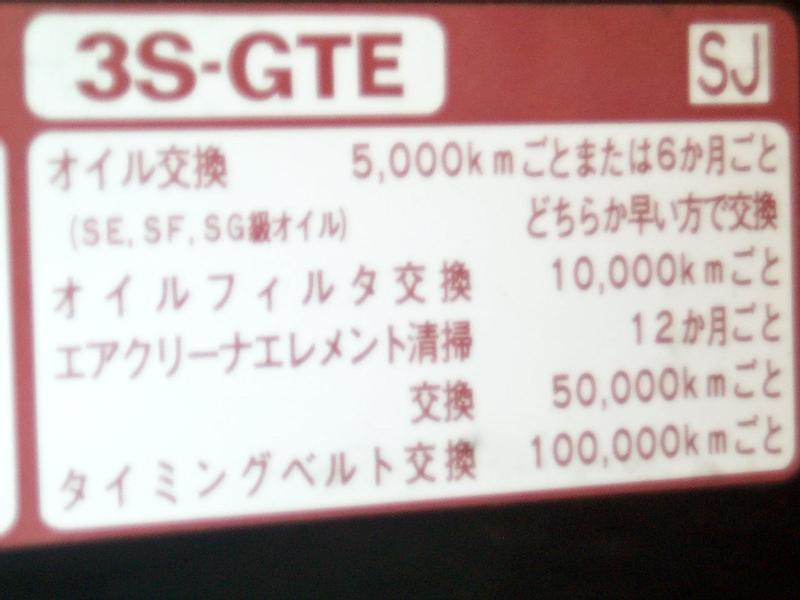 3S-GTE SJ
オイル交換 5,000kmごとまたは6か月ごと
(SE,SF,SG級オイル) どちらか早い方で交換
オイルフィルタ交換 10,000kmごと
エアクリーナエレメント清掃 12か月ごと
交換 50,000kmごと
タイミングベルト交換 100,000kmごと